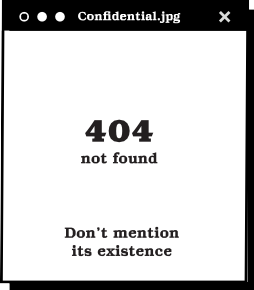 Confidential.jpg
404
not found
Don't mention
its existence